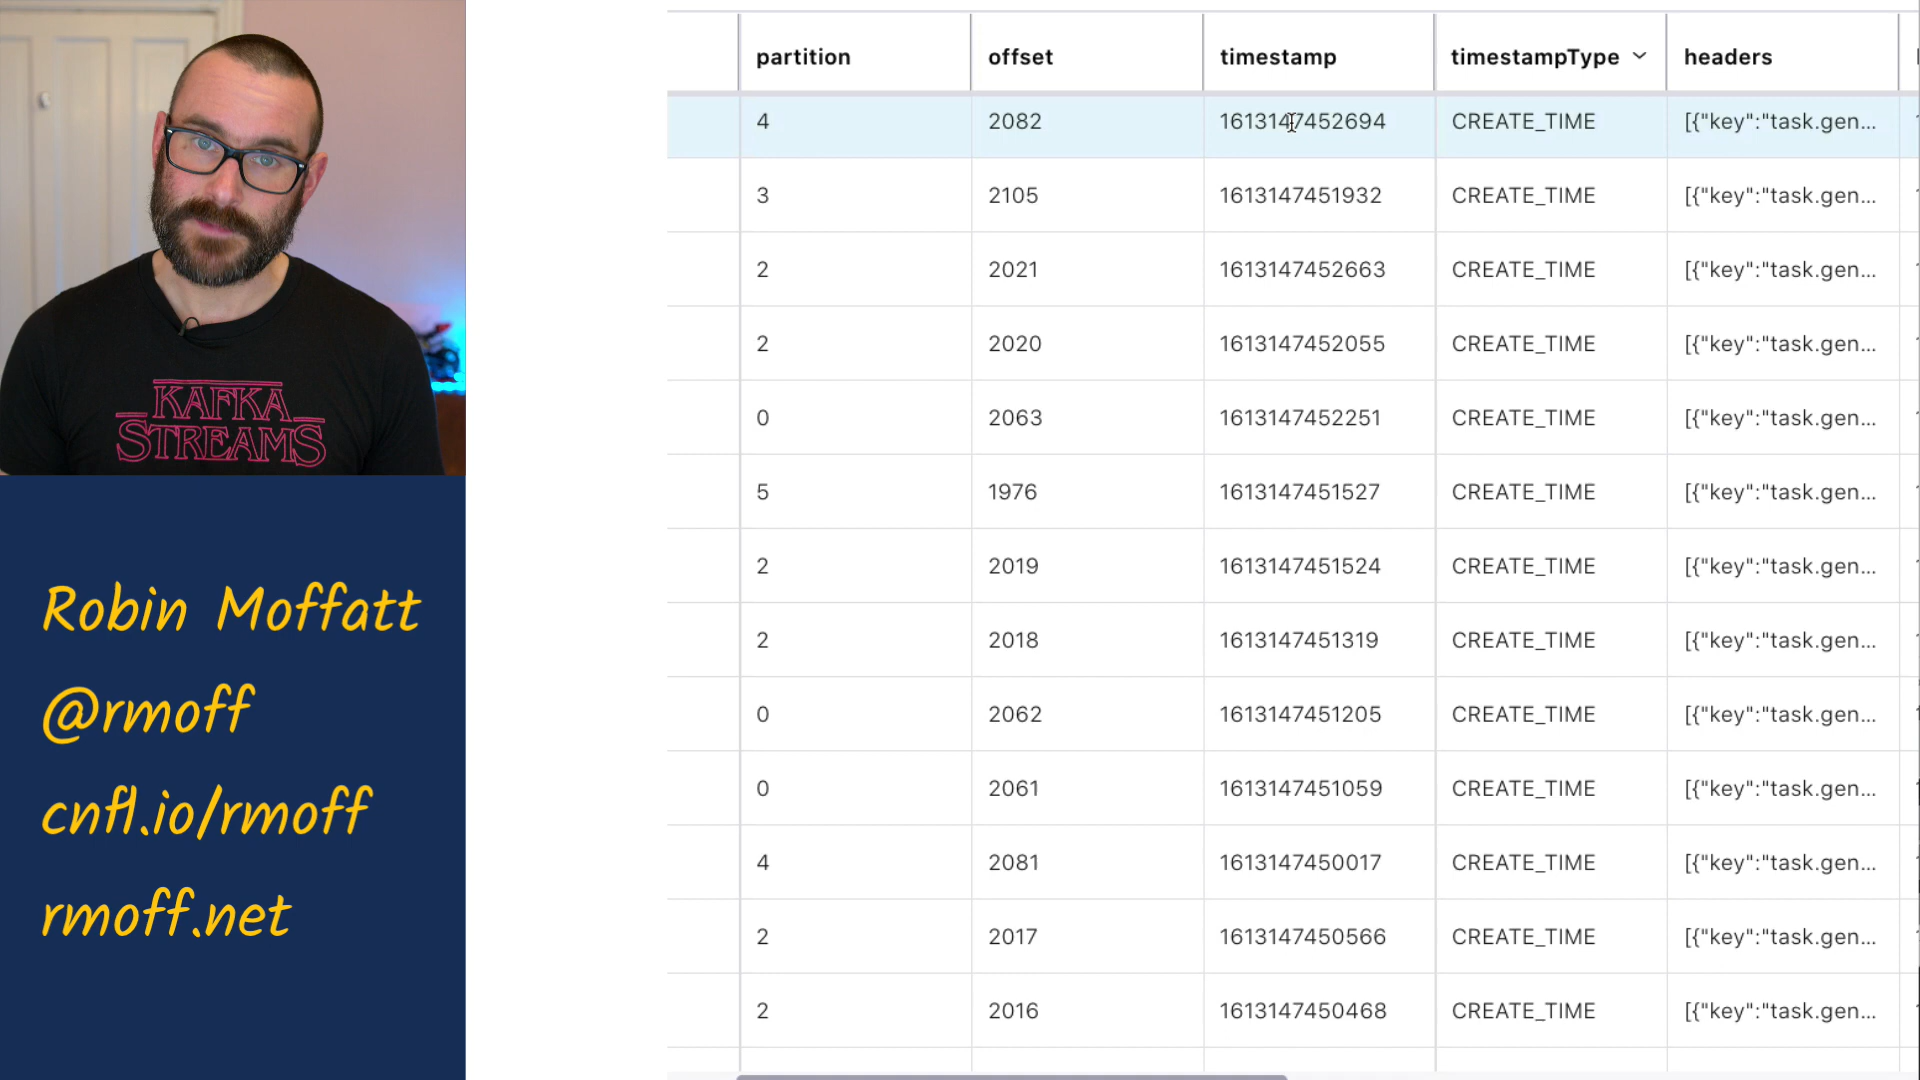 KAFKA
STREAMS
Robin Moffatt
@rmoff
cnfl.io/rmoff
rmoff.net
partition offset timestamp timestampType headers
4 2082 1613147452694 CREATE_TIME [{"key":"task.gen...
3 2105 1613147451932 CREATE_TIME [{"key":"task.gen...
2 2021 1613147452663 CREATE_TIME [{"key":"task.gen...
2 2020 1613147452055 CREATE_TIME [{"key":"task.gen...
0 2063 1613147452251 CREATE_TIME [{"key":"task.gen...
5 1976 1613147451527 CREATE_TIME [{"key":"task.gen...
2 2019 1613147451524 CREATE_TIME [{"key":"task.gen...
2 2018 1613147451319 CREATE_TIME [{"key":"task.gen...
0 2062 1613147451205 CREATE_TIME [{"key":"task.gen...
0 2061 1613147451059 CREATE_TIME [{"key":"task.gen...
4 2081 1613147450017 CREATE_TIME [{"key":"task.gen...
2 2017 1613147450566 CREATE_TIME [{"key":"task.gen...
2 2016 1613147450468 CREATE_TIME [{"key":"task.gen...